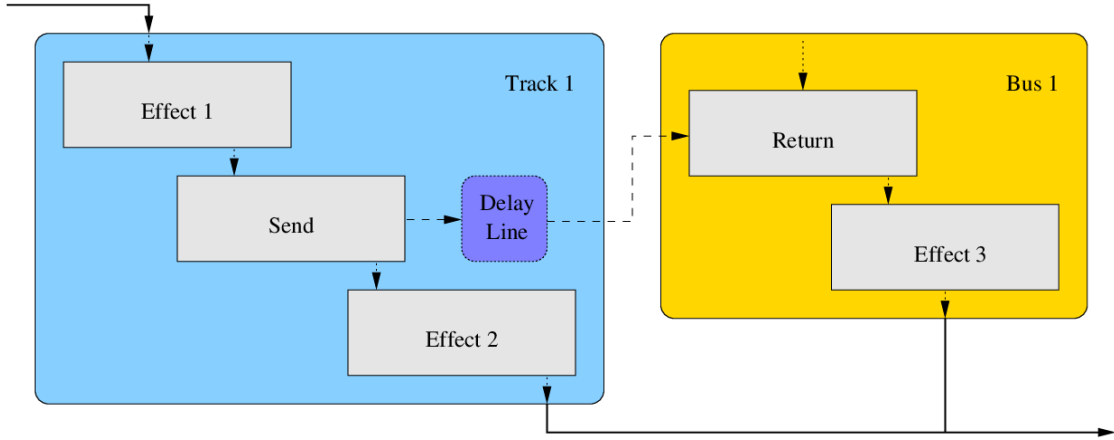 Track 1
Effect 1
Send
Delay
Line
Effect 2
Bus 1
Return
Effect 3